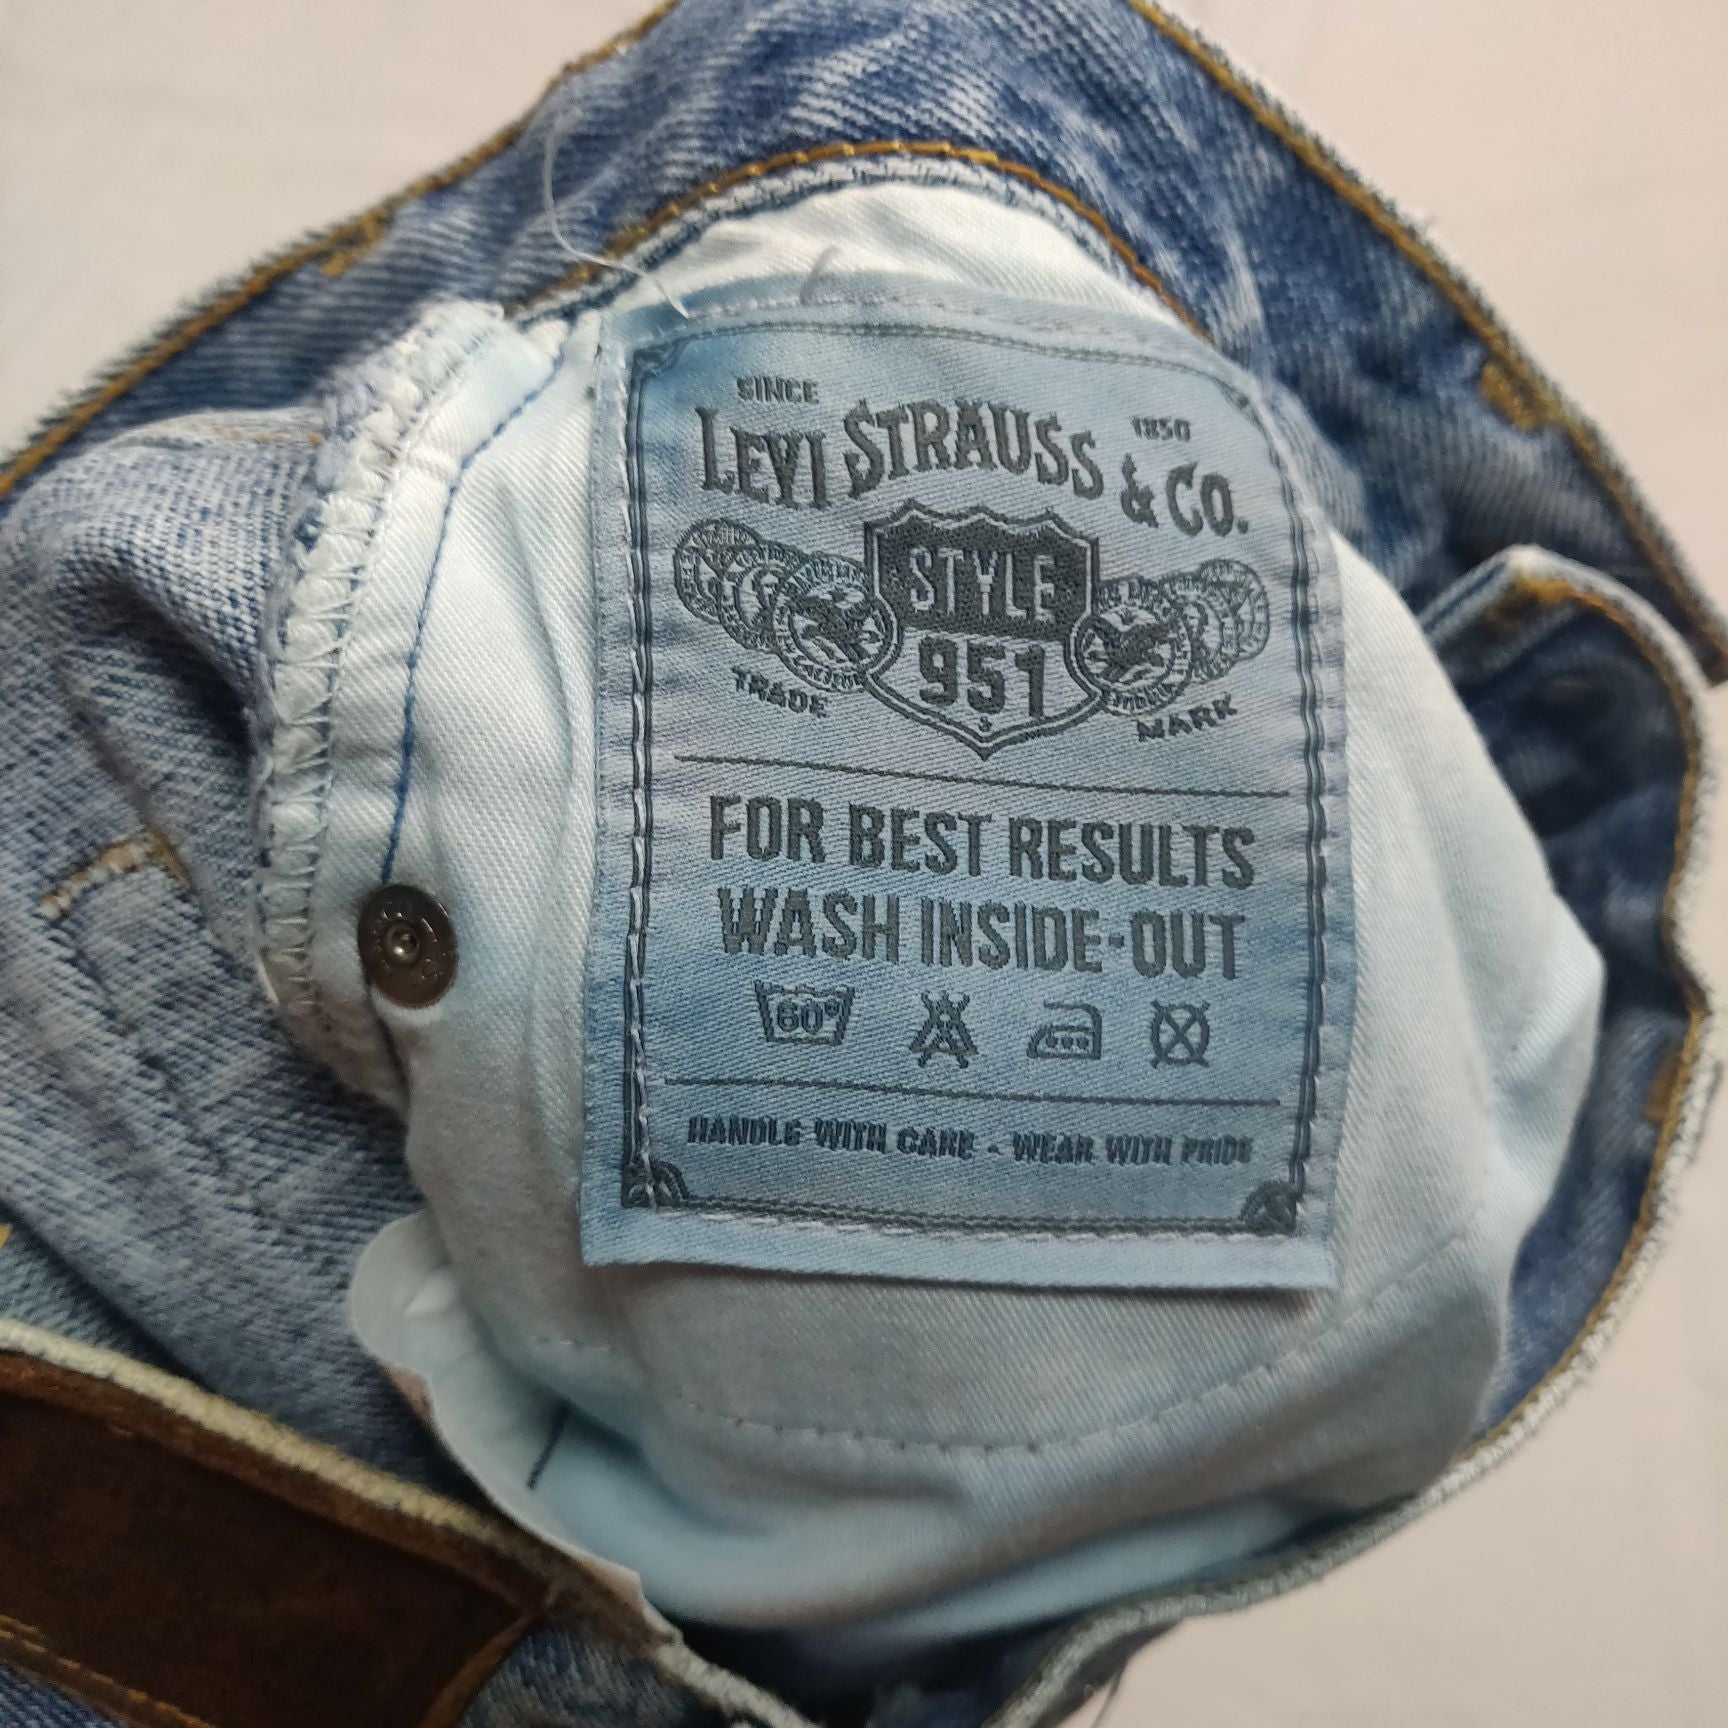 SINCE 1850
LEVI STRAUSS & CO.
STYLE
951
TRADE MARK
FOR BEST RESULTS
WASH INSIDE-OUT
60°
HANDLE WITH CARE - WEAR WITH PRIDE